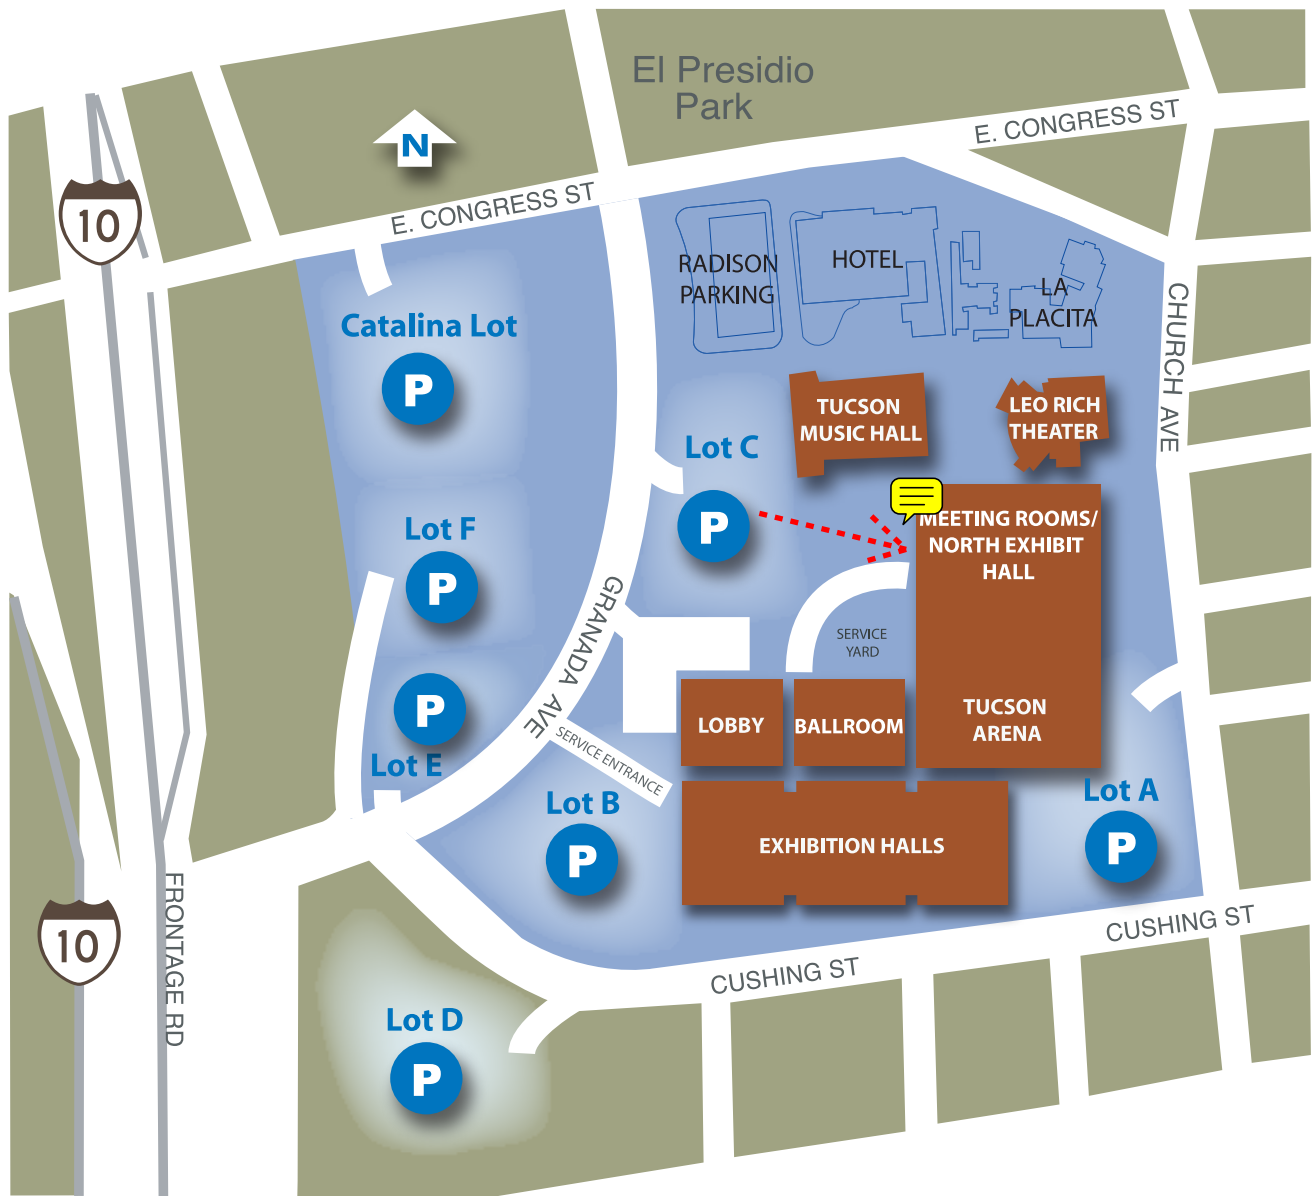 El Presidio
Park
E. CONGRESS ST
N
E. CONGRESS ST
10
RADISON
PARKING
HOTEL
LA
PLACITA
CHURCH AVE
Catalina Lot
P
TUCSON
MUSIC HALL
LEO RICH
THEATER
Lot C
P
MEETING ROOMS/
NORTH EXHIBIT
HALL
Lot F
P
GRANADA AVE
SERVICE
YARD
P
Lot E
LOBBY
BALLROOM
TUCSON
ARENA
SERVICE ENTRANCE
Lot B
P
EXHIBITION HALLS
Lot A
P
10
FRONTAGE RD
CUSHING ST
CUSHING ST
Lot D
P